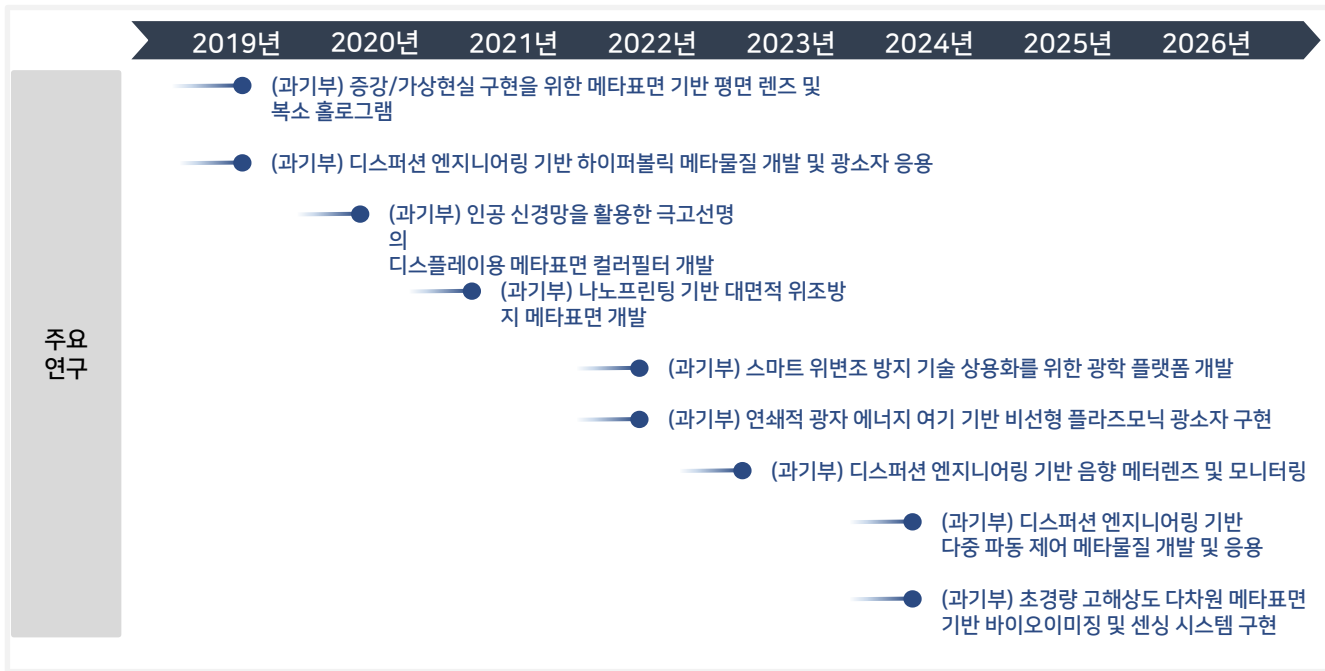 2019년 2020년 2021년 2022년 2023년 2024년 2025년 2026년
주요
연구
(과기부) 증강/가상현실 구현을 위한 메타표면 기반 평면 렌즈 및
복소 홀로그램
(과기부) 디스퍼션 엔지니어링 기반 하이퍼볼릭 메타물질 개발 및 광소자 응용
(과기부) 인공 신경망을 활용한 극고선명
의
디스플레이용 메타표면 컬러필터 개발
(과기부) 나노프린팅 기반 대면적 위조방
지 메타표면 개발
(과기부) 스마트 위변조 방지 기술 상용화를 위한 광학 플랫폼 개발
(과기부) 연쇄적 광자 에너지 여기 기반 비선형 플라즈모닉 광소자 구현
(과기부) 디스퍼션 엔지니어링 기반 음향 메터렌즈 및 모니터링
(과기부) 디스퍼션 엔지니어링 기반
다중 파동 제어 메타물질 개발 및 응용
(과기부) 초경량 고해상도 다차원 메타표면
기반 바이오이미징 및 센싱 시스템 구현